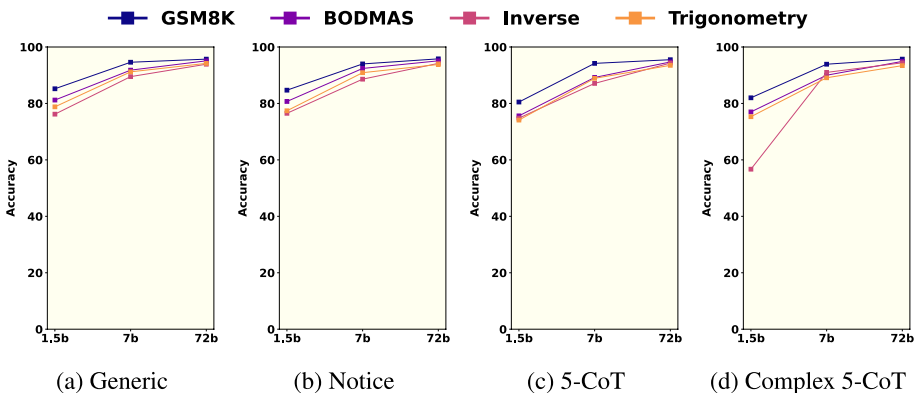 GSM8K BODMAS Inverse Trigonometry
100 100 100 100
80 80 80 80
60 60 60 60
40 40 40 40
20 20 20 20
0 0 0 0
Accuracy Accuracy Accuracy Accuracy
1.5b 7b 72b 1.5b 7b 72b 1.5b 7b 72b 1.5b 7b 72b
(a) Generic (b) Notice (c) 5-CoT (d) Complex 5-CoT